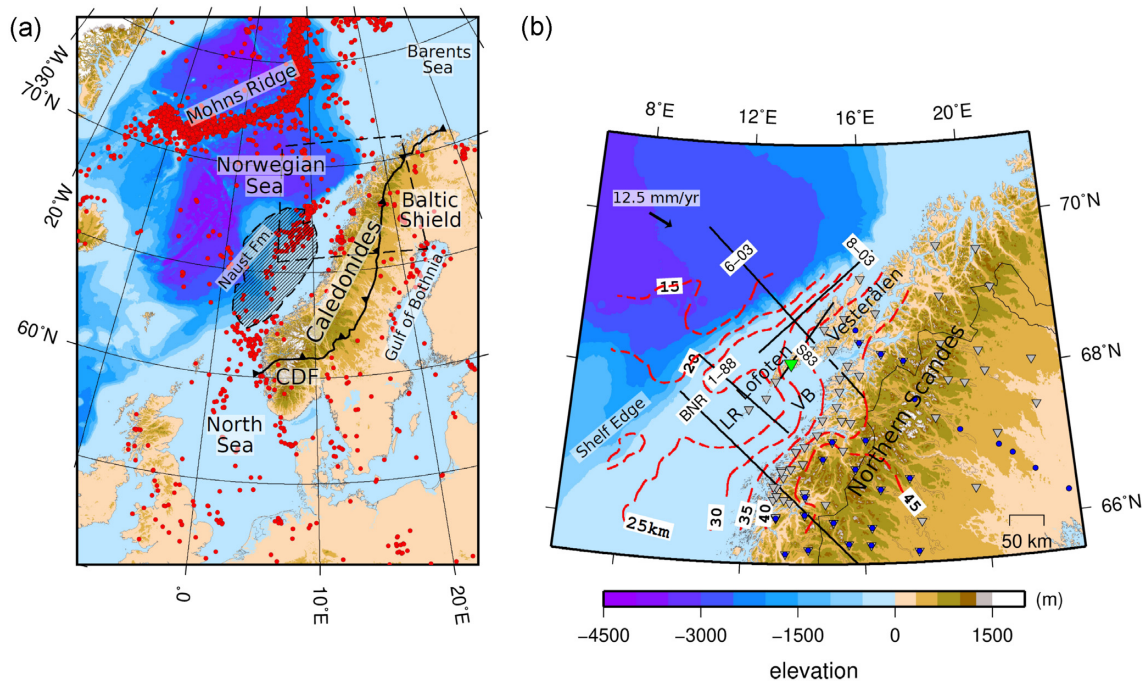 (a)
30°W
70°N
20°W
60°N
Barents
Sea
Mohns Ridge
Norwegian
Sea
Baltic
Shield
Naust Fm.
Caledonides
Gulf of Bothnia
CDF
North
Sea
0
10°E
20°E
(b)
8°E
12°E
16°E
20°E
70°N
68°N
66°N
12.5 mm/yr
6–03
8–03
15
Vesterålen
S83
20
1–88
Lofoten
BNR
LR
VB
Shelf Edge
Northern Scandes
25km
30
35
40
45
50 km
(m)
−4500
−3000
−1500
0
1500
elevation